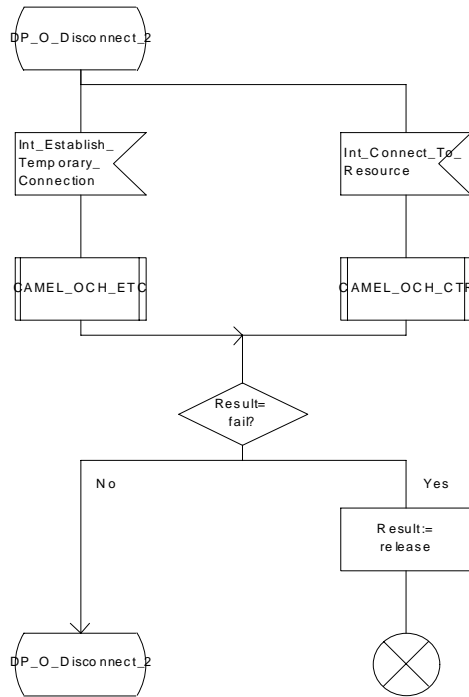 DP_O_Disconnect_2
Int_Establish_
Temporary_
Connection
Int_Connect_To_
Resource
CAMEL_OCH_ETC
CAMEL_OCH_CTR
Result=
fail?
No
Yes
Result:=
release
DP_O_Disconnect_2